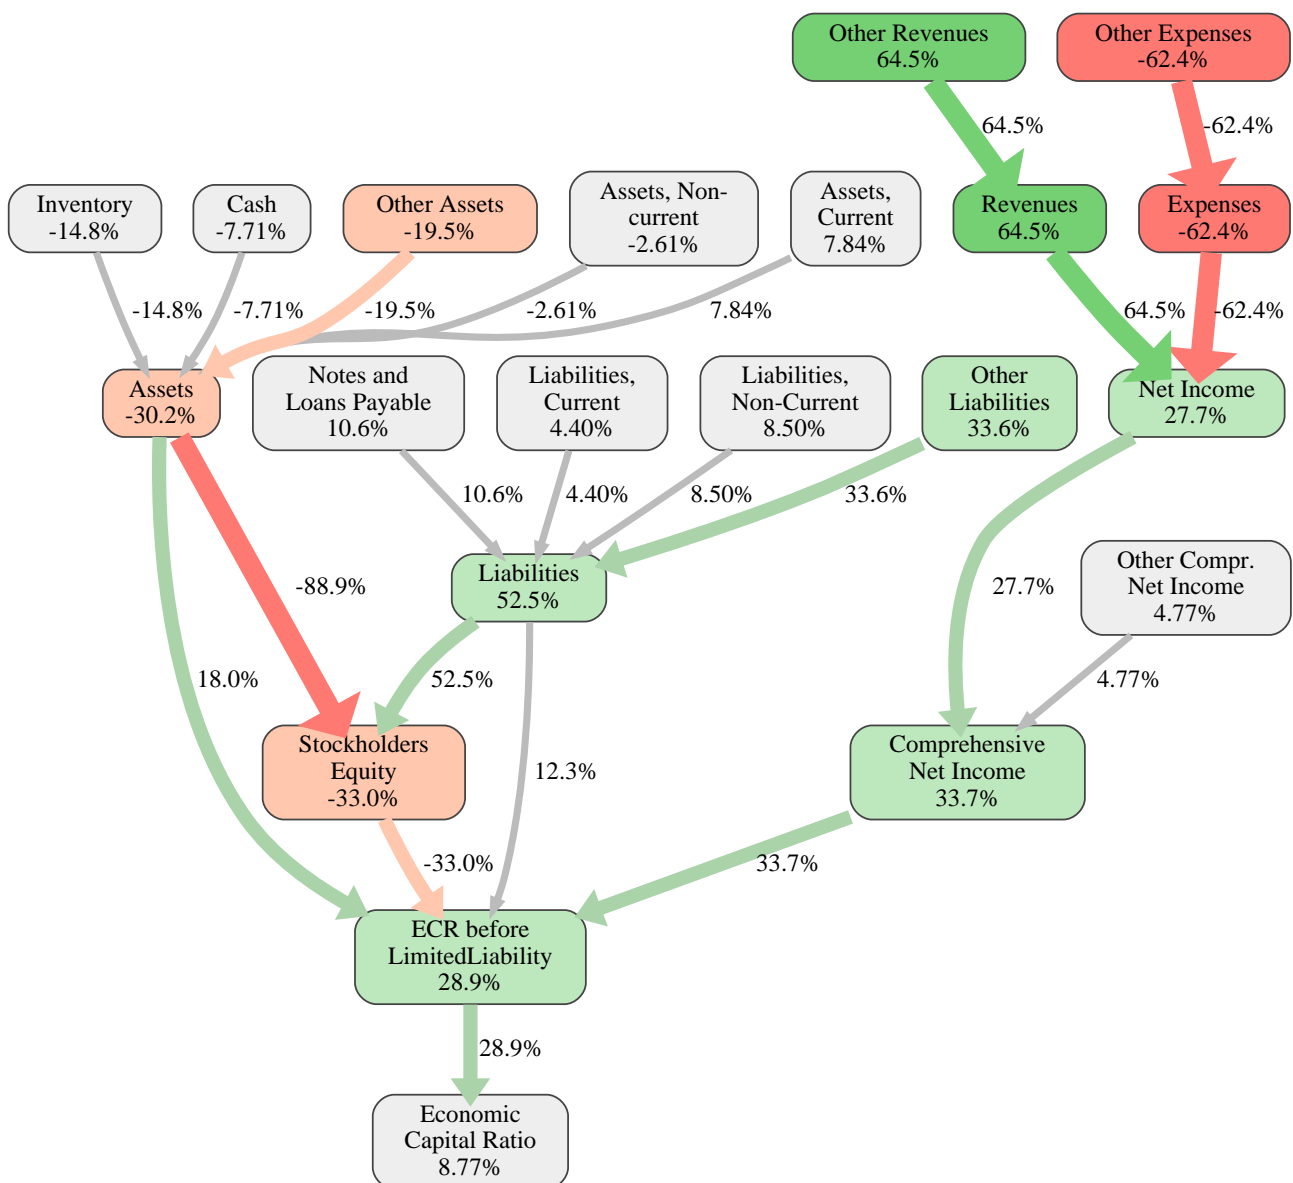 Other Revenues
64.5%
Other Expenses
-62.4%
64.5%
-62.4%
Inventory
-14.8%
Cash
-7.71%
Other Assets
-19.5%
Assets, Non-
current
-2.61%
Assets,
Current
7.84%
Revenues
64.5%
Expenses
-62.4%
-14.8%
-7.71%
-19.5%
-2.61%
7.84%
64.5%
-62.4%
Assets
-30.2%
Notes and
Loans Payable
10.6%
Liabilities,
Current
4.40%
Liabilities,
Non-Current
8.50%
Other
Liabilities
33.6%
Net Income
27.7%
10.6%
4.40%
8.50%
33.6%
Liabilities
52.5%
-88.9%
27.7%
Other Compr.
Net Income
4.77%
18.0%
52.5%
4.77%
Stockholders
Equity
-33.0%
12.3%
Comprehensive
Net Income
33.7%
-33.0%
33.7%
ECR before
LimitedLiability
28.9%
28.9%
Economic
Capital Ratio
8.77%